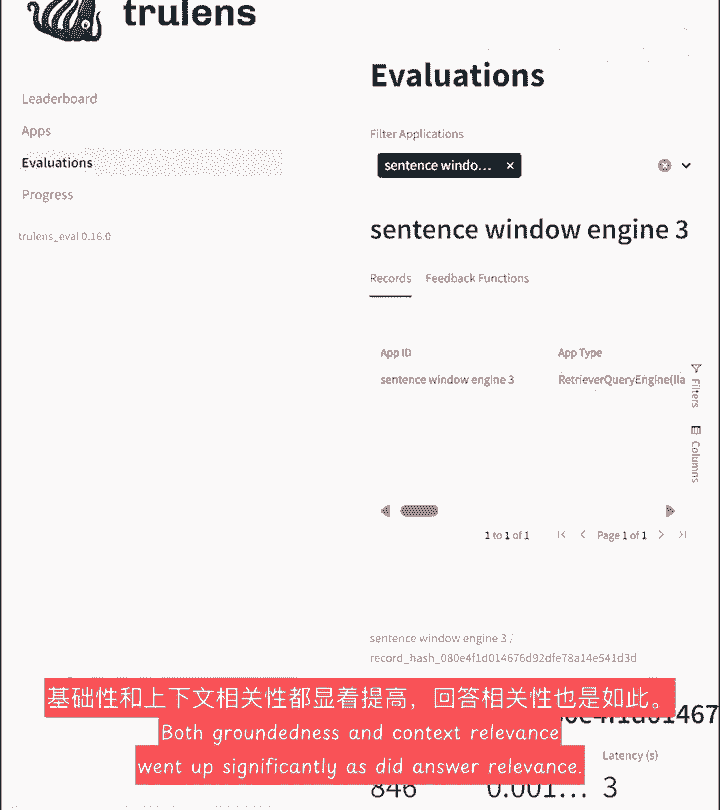 trulens
Leaderboard
Apps
Evaluations
Progress
trulens_eval 0.16.0
Evaluations
Filter Applications
sentence windo... ×
sentence window engine 3
Records Feedback Functions
App ID App Type
sentence window engine 3 RetrieverQueryEngine(lla
Filters
Columns
1 to 1 of 1 Page 1 of 1
sentence window engine 3 /
record_hash_080e4f1d014676d92dfe78a14e541d3d
基础性和上下文相关性都显着提高，回答相关性也是如此。
Both groundedness and context relevance
went up significantly as did answer relevance.
Latency (s)
846 0.001... 3